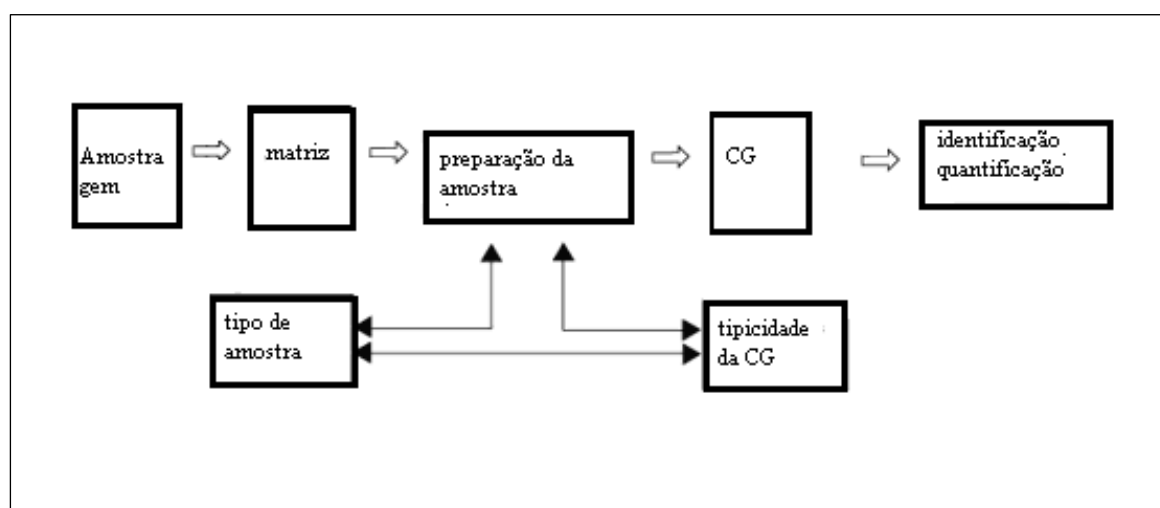 Amostra
gem
matriz
preparação da
amostra
CG
identificação
quantificação
tipo de
amostra
tipicidade
da CG